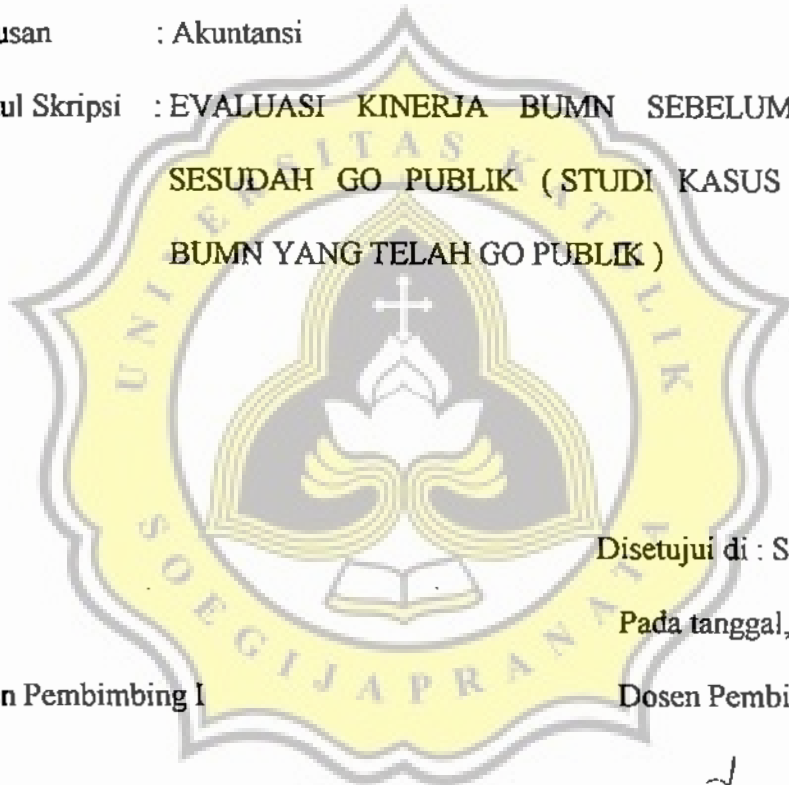 usan : Akuntansi
ul Skripsi : EVALUASI KINERJA BUMN SEBELUM
SESUDAH GO PUBLIK ( STUDI KASUS
BUMN YANG TELAH GO PUBLIK )
UNIVERSITAS KATOLIK
SOEGIJAPRANATA
Disetujui di : S
Pada tanggal,
n Pembimbing I Dosen Pembi